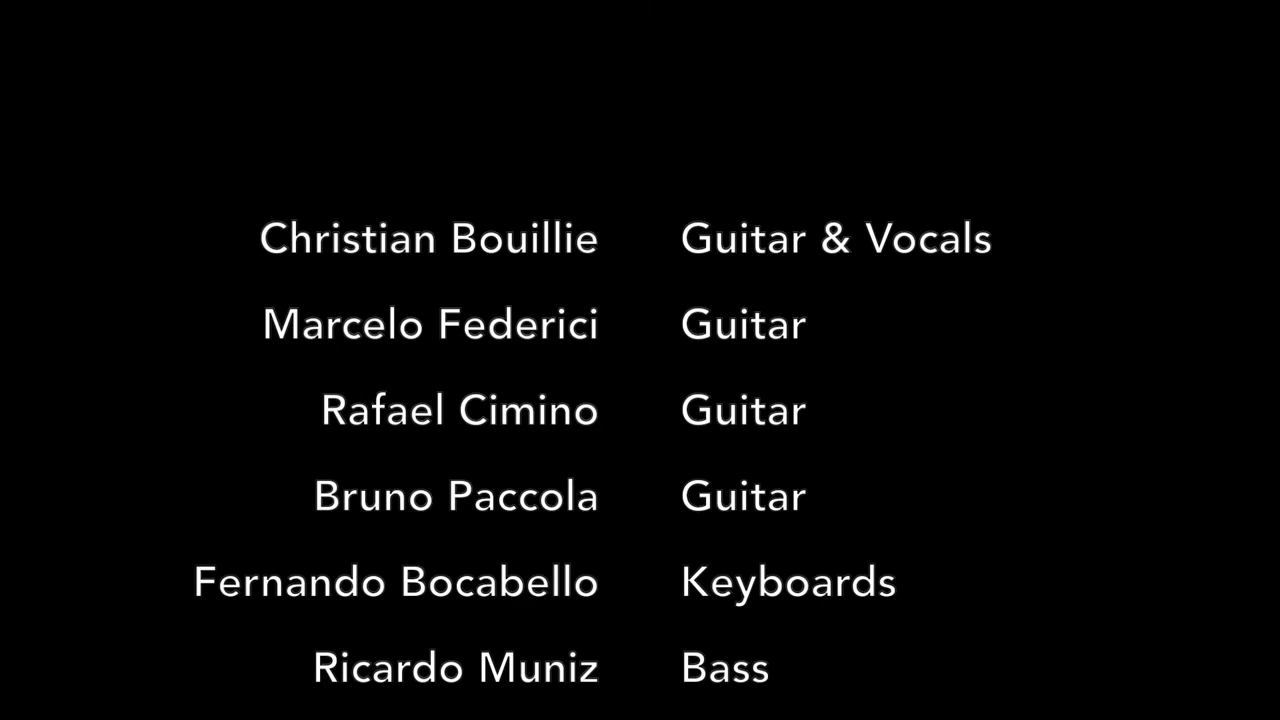 Christian Bouillie Guitar & Vocals
Marcelo Federici Guitar
Rafael Cimino Guitar
Bruno Paccola Guitar
Fernando Bocabello Keyboards
Ricardo Muniz Bass